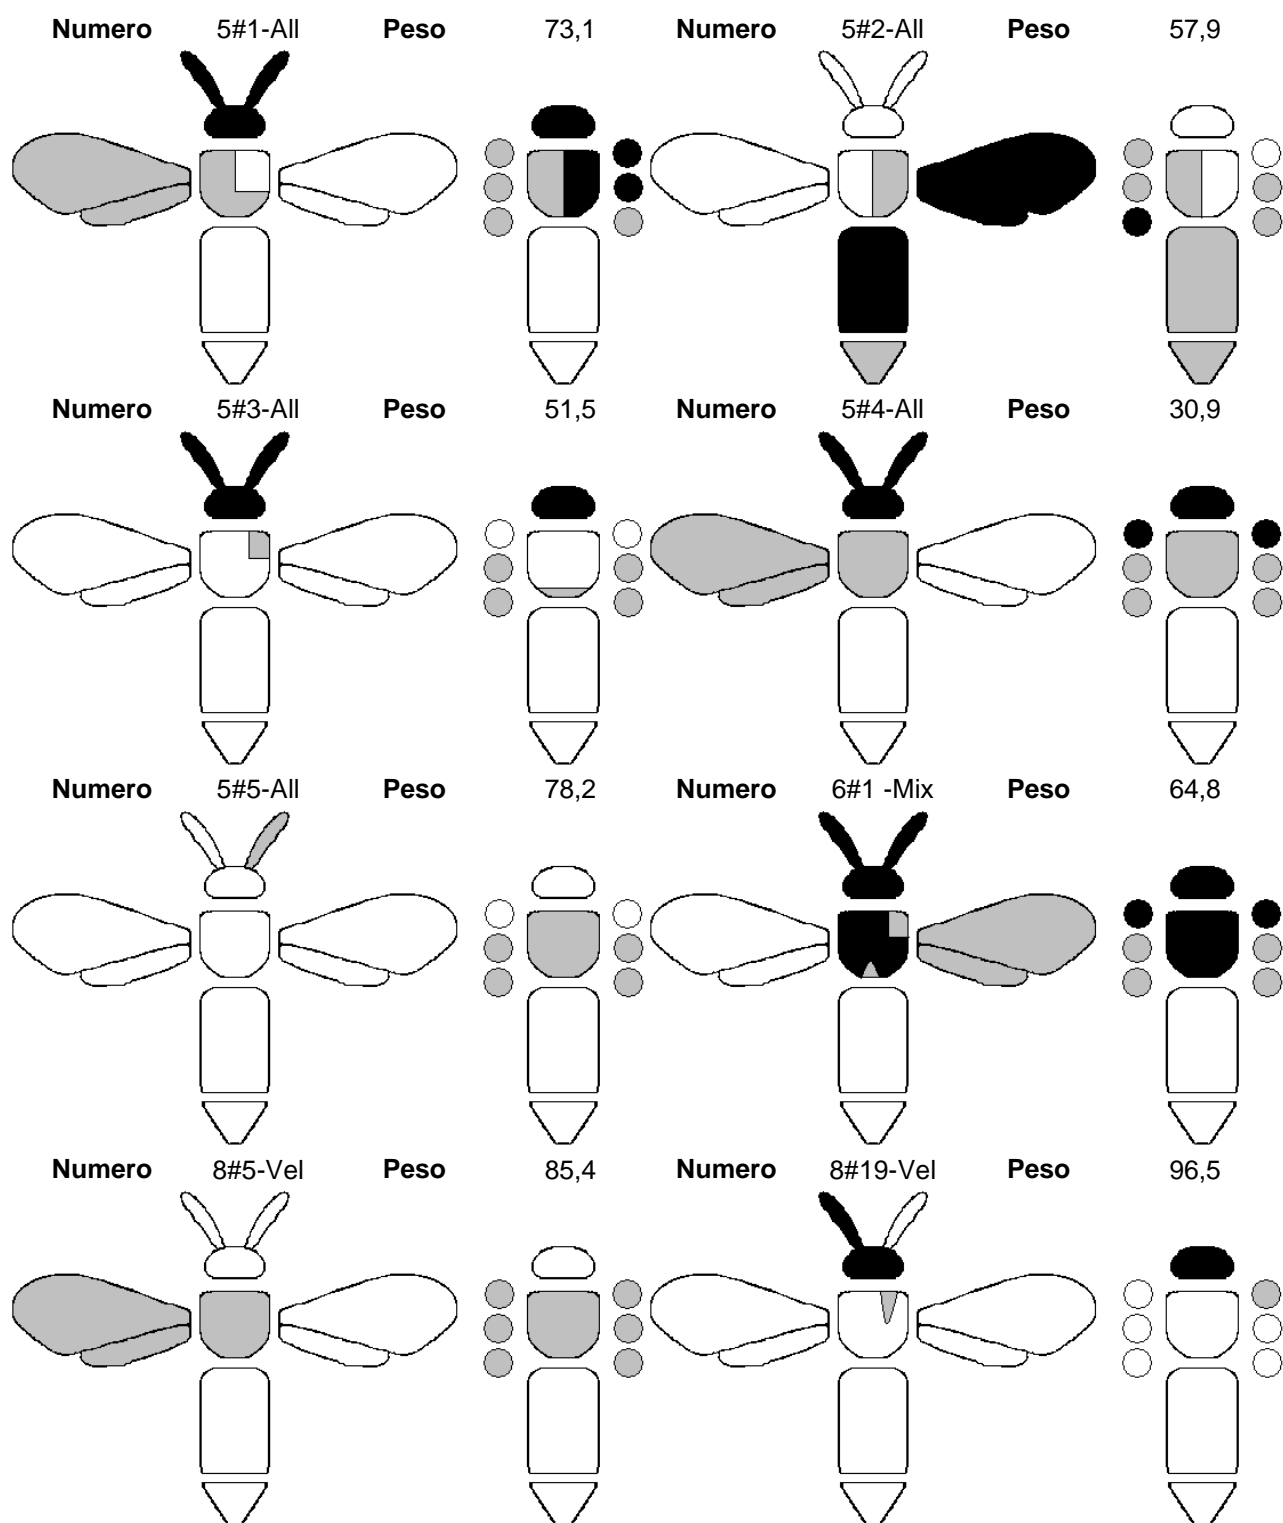 Numero 5#1-All Peso 73,1 Numero 5#2-All Peso 57,9
Numero 5#3-All Peso 51,5 Numero 5#4-All Peso 30,9
Numero 5#5-All Peso 78,2 Numero 6#1 -Mix Peso 64,8
Numero 8#5-Vel Peso 85,4 Numero 8#19-Vel Peso 96,5